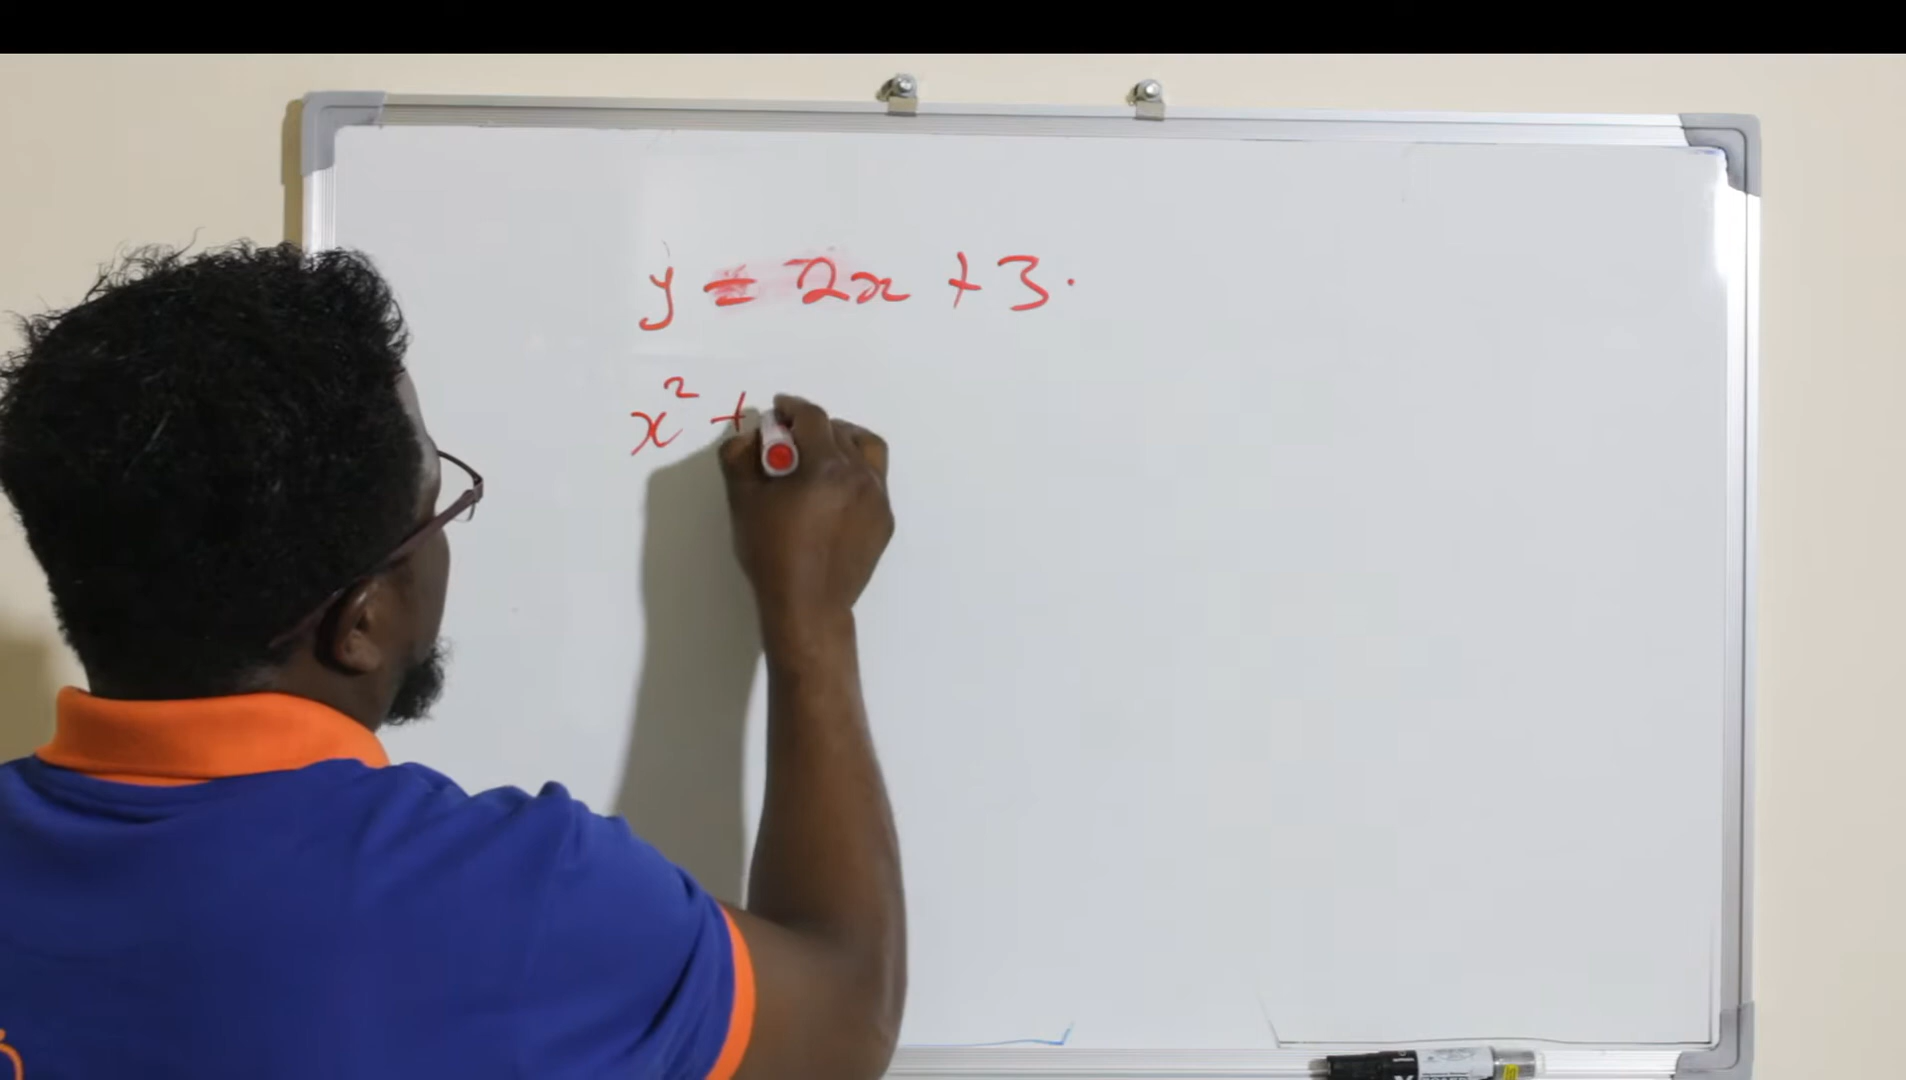 y = 2x + 3.
x² +